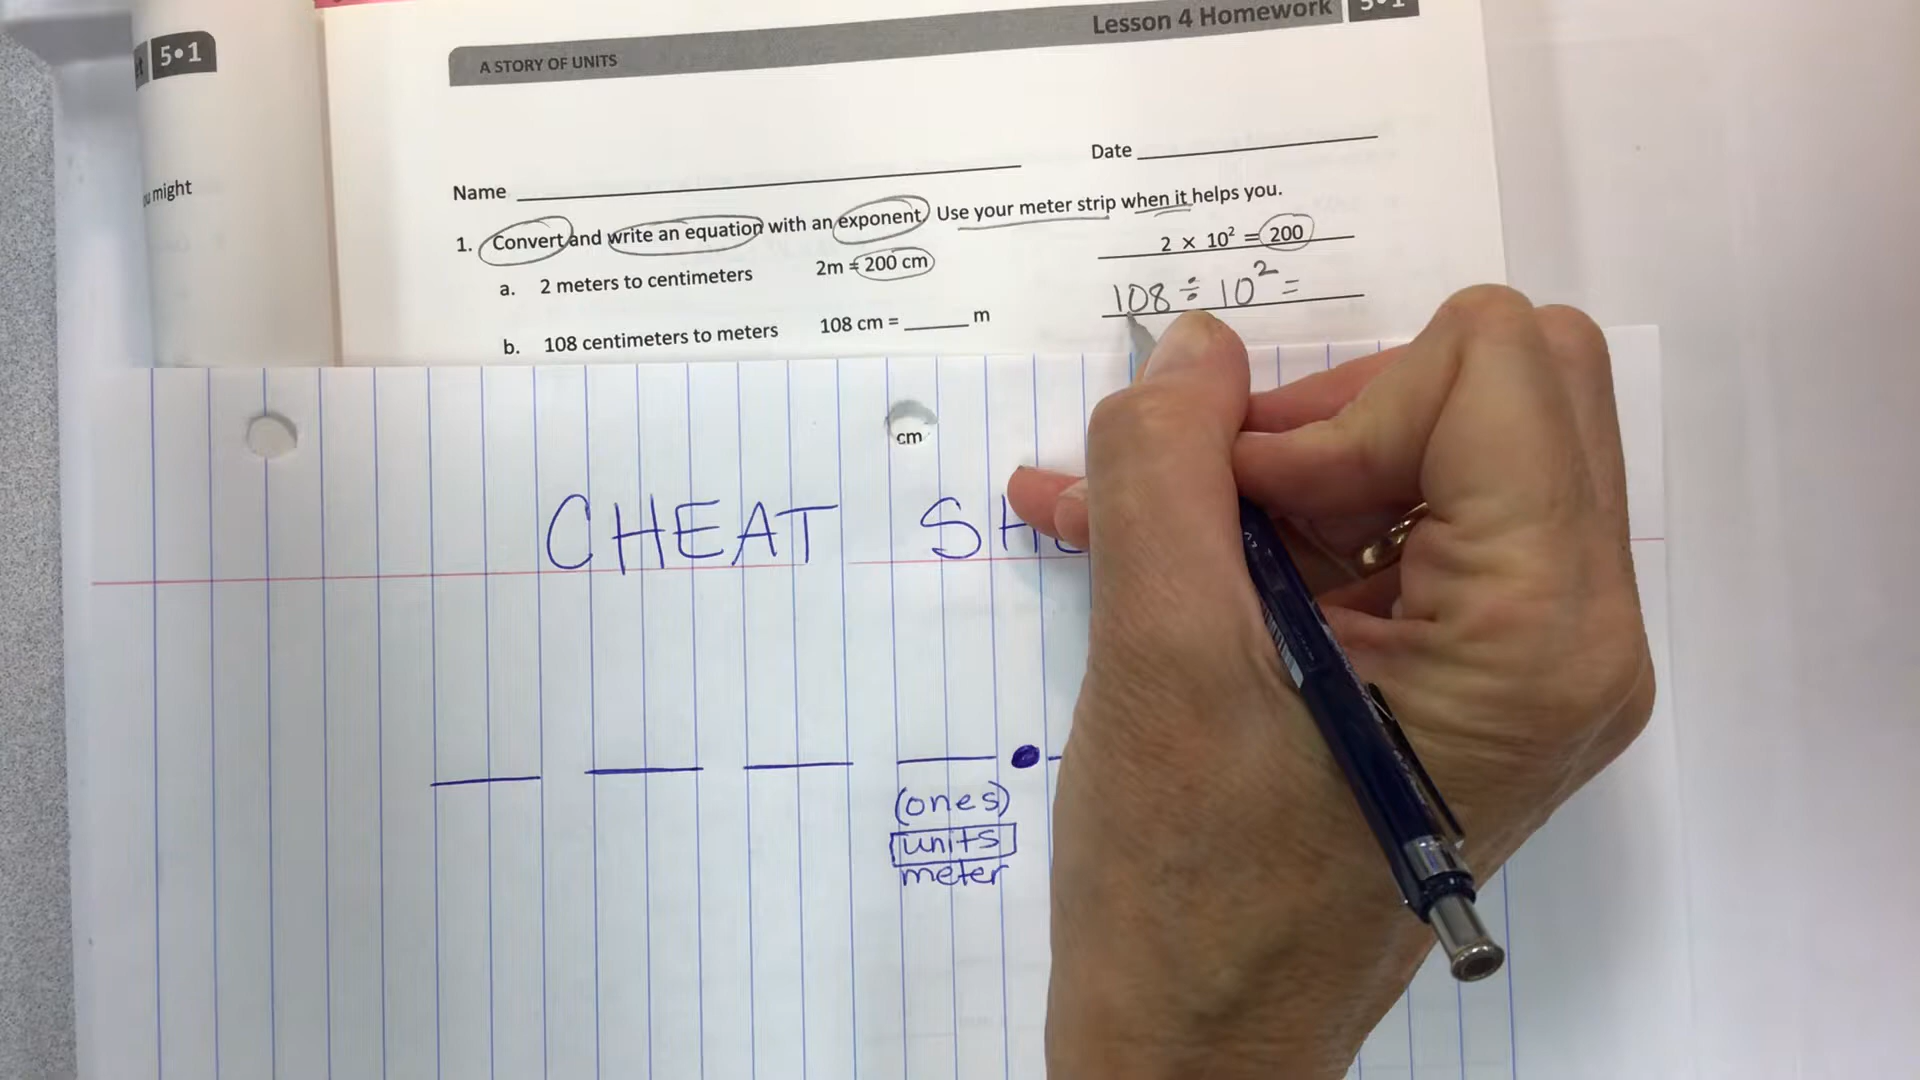 5•1
Lesson 4 Homework 5•1
A STORY OF UNITS
might
Name Date
1. Convert and write an equation with an exponent. Use your meter strip when it helps you.
a. 2 meters to centimeters 2m = 200 cm 2 × 10² = 200
b. 108 centimeters to meters 108 cm = ______ m 108 ÷ 10² =
cm
CHEAT
(ones)
units
meter